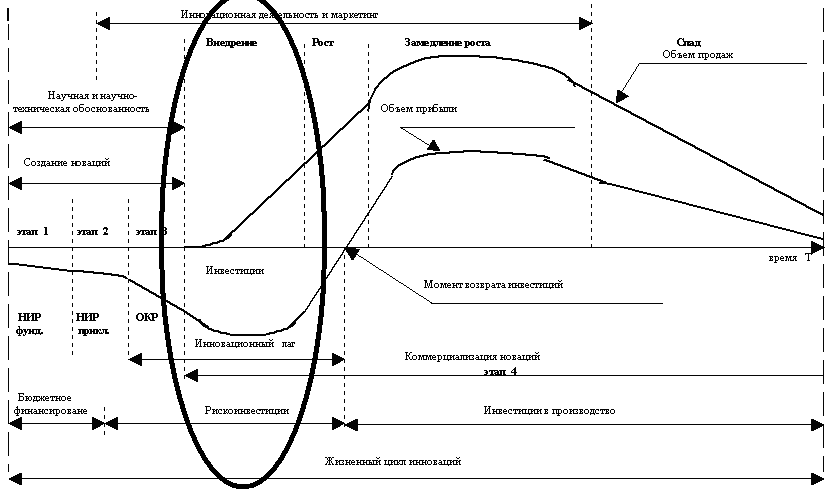 Инновационная деятельность и маркетинг
Внедрение
Рост
Замедление роста
Спад
Объем продаж
Научная и научно-
техническая обоснованность
Объем прибыли
Создание новаций
этап 1
этап 2
этап 3
время T
Инвестиции
Момент возврата инвестиций
НИР
фунд.
НИР
прикл.
ОКР
Инновационный лаг
Коммерциализация новаций
этап 4
Бюджетное
финансироване
Рискоинвестиции
Инвестиции в производство
Жизненный цикл инноваций